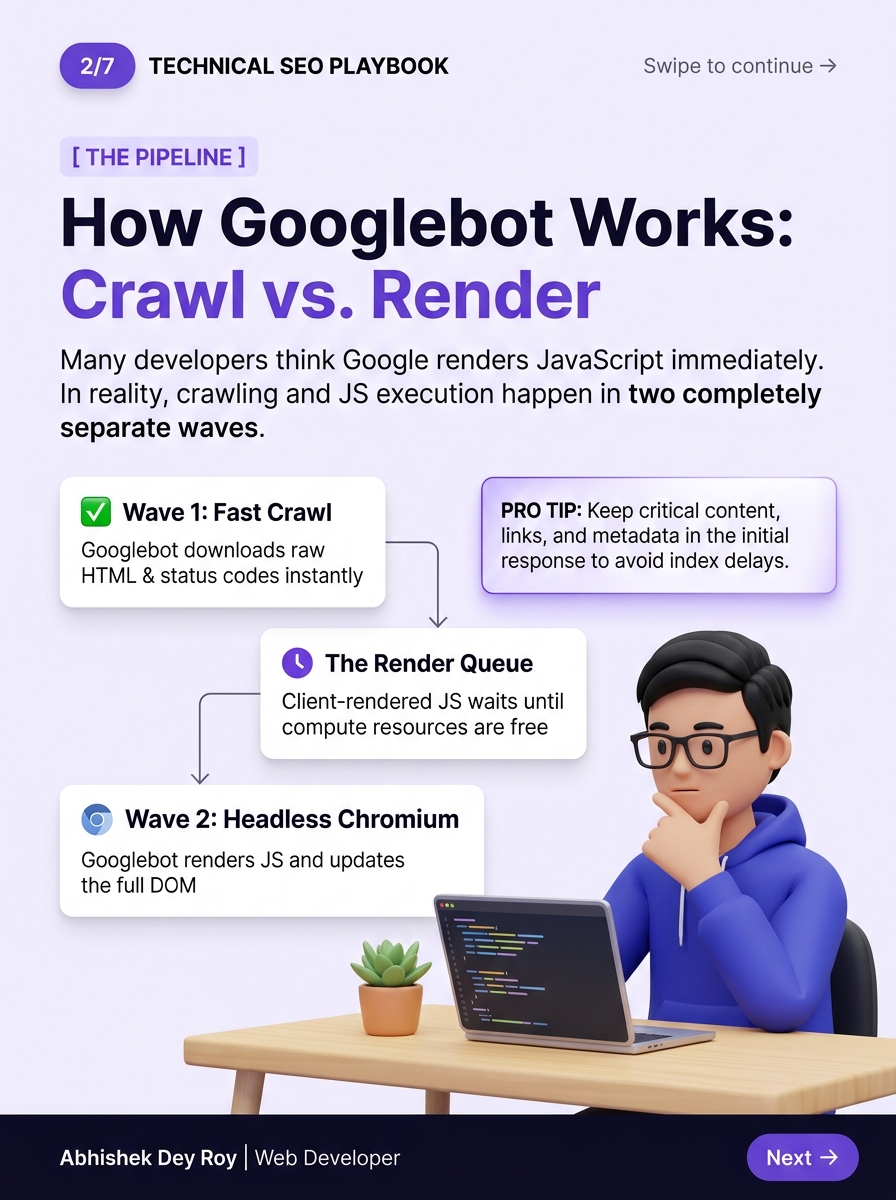 2/7 TECHNICAL SEO PLAYBOOK
Swipe to continue →
[ THE PIPELINE ]
How Googlebot Works:
Crawl vs. Render
Many developers think Google renders JavaScript immediately.
In reality, crawling and JS execution happen in two completely
separate waves.
✅ Wave 1: Fast Crawl
Googlebot downloads raw
HTML & status codes instantly
PRO TIP: Keep critical content,
links, and metadata in the initial
response to avoid index delays.
The Render Queue
Client-rendered JS waits until
compute resources are free
Wave 2: Headless Chromium
Googlebot renders JS and updates
the full DOM
Abhishek Dey Roy | Web Developer
Next →